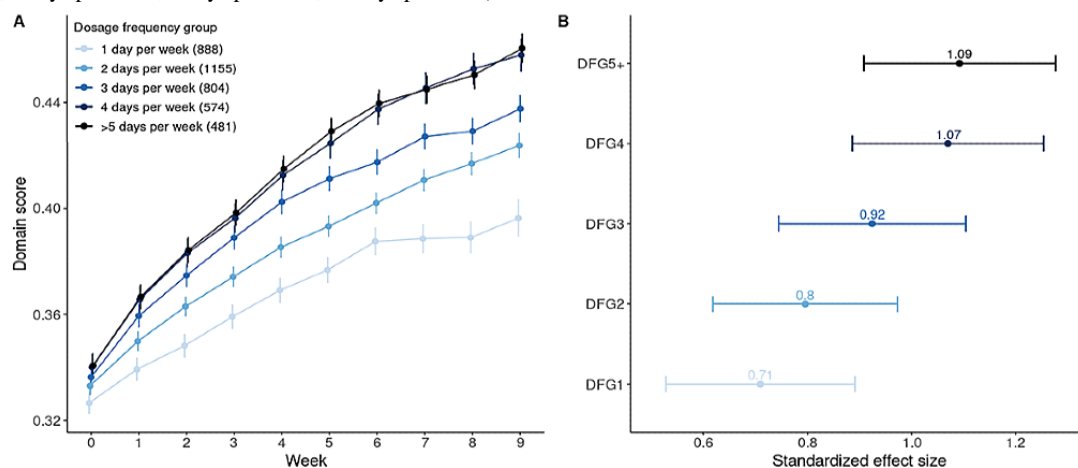 A
Dosage frequency group
1 day per week (888)
2 days per week (1155)
3 days per week (804)
4 days per week (574)
>5 days per week (481)
Domain score
0.44
0.40
0.36
0.32
0 1 2 3 4 5 6 7 8 9
Week
B
DFG5+
DFG4
DFG3
DFG2
DFG1
1.09
1.07
0.92
0.8
0.71
0.6 0.8 1.0 1.2
Standardized effect size